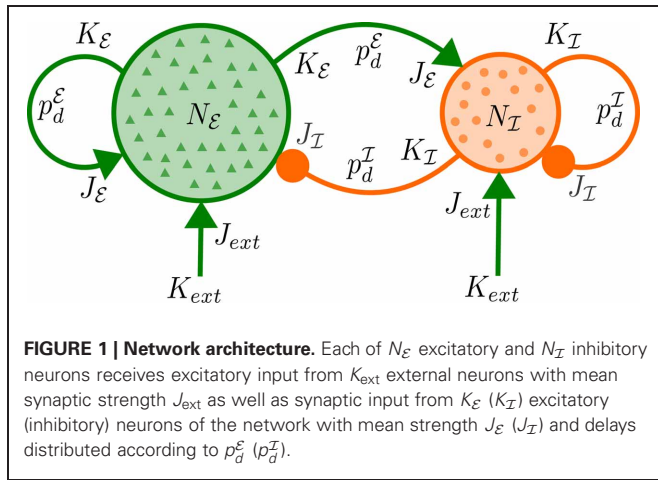 K_ℰ
K_ℰ
p_d^ℰ
J_ℰ
K_ℐ
p_d^ℰ
N_ℰ
J_ℐ
K_ℐ
N_ℐ
p_d^ℐ
J_ℰ
p_d^ℐ
J_ℐ
J_ext
J_ext
K_ext
K_ext
FIGURE 1 | Network architecture. Each of N_ℰ excitatory and N_ℐ inhibitory
neurons receives excitatory input from K_ext external neurons with mean
synaptic strength J_ext as well as synaptic input from K_ℰ (K_ℐ) excitatory
(inhibitory) neurons of the network with mean strength J_ℰ (J_ℐ) and delays
distributed according to p_d^ℰ (p_d^ℐ).